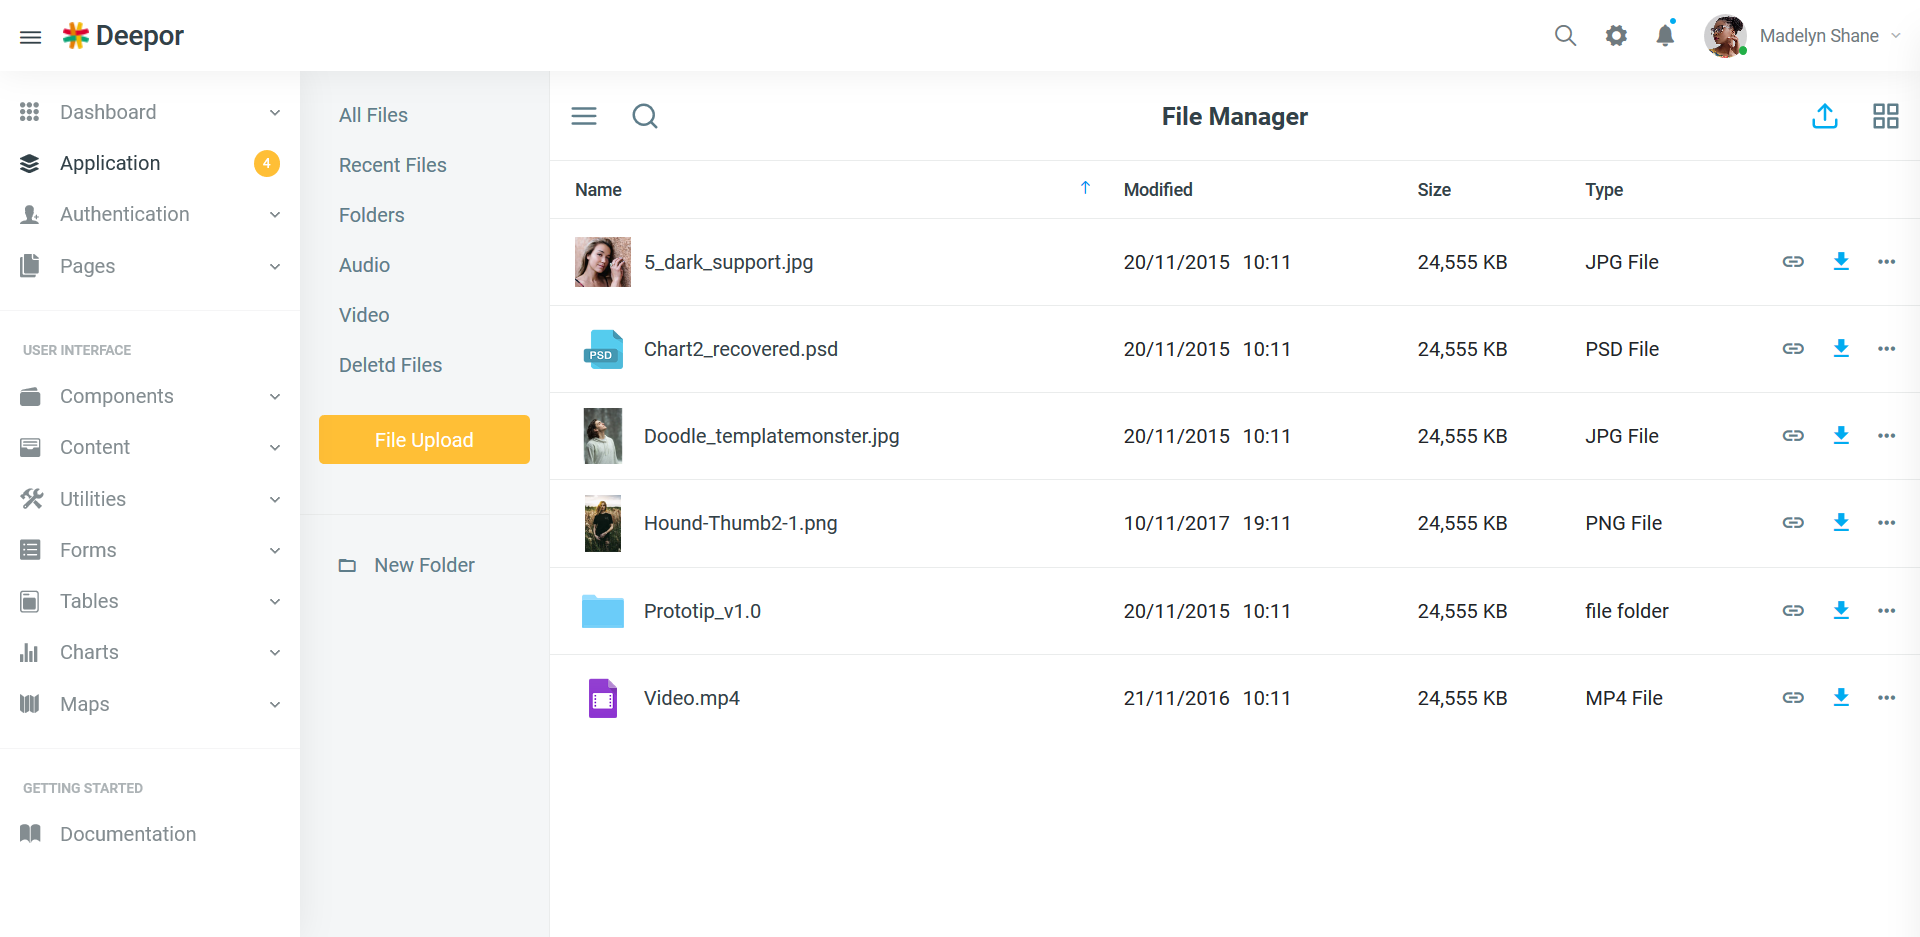 Deepor
Madelyn Shane
Dashboard
Application 4
Authentication
Pages
USER INTERFACE
Components
Content
Utilities
Forms
Tables
Charts
Maps
GETTING STARTED
Documentation
All Files
Recent Files
Folders
Audio
Video
Deletd Files
File Upload
New Folder
File Manager
Name Modified Size Type
5_dark_support.jpg 20/11/2015 10:11 24,555 KB JPG File
PSD Chart2_recovered.psd 20/11/2015 10:11 24,555 KB PSD File
Doodle_templatemonster.jpg 20/11/2015 10:11 24,555 KB JPG File
Hound-Thumb2-1.png 10/11/2017 19:11 24,555 KB PNG File
Prototip_v1.0 20/11/2015 10:11 24,555 KB file folder
Video.mp4 21/11/2016 10:11 24,555 KB MP4 File